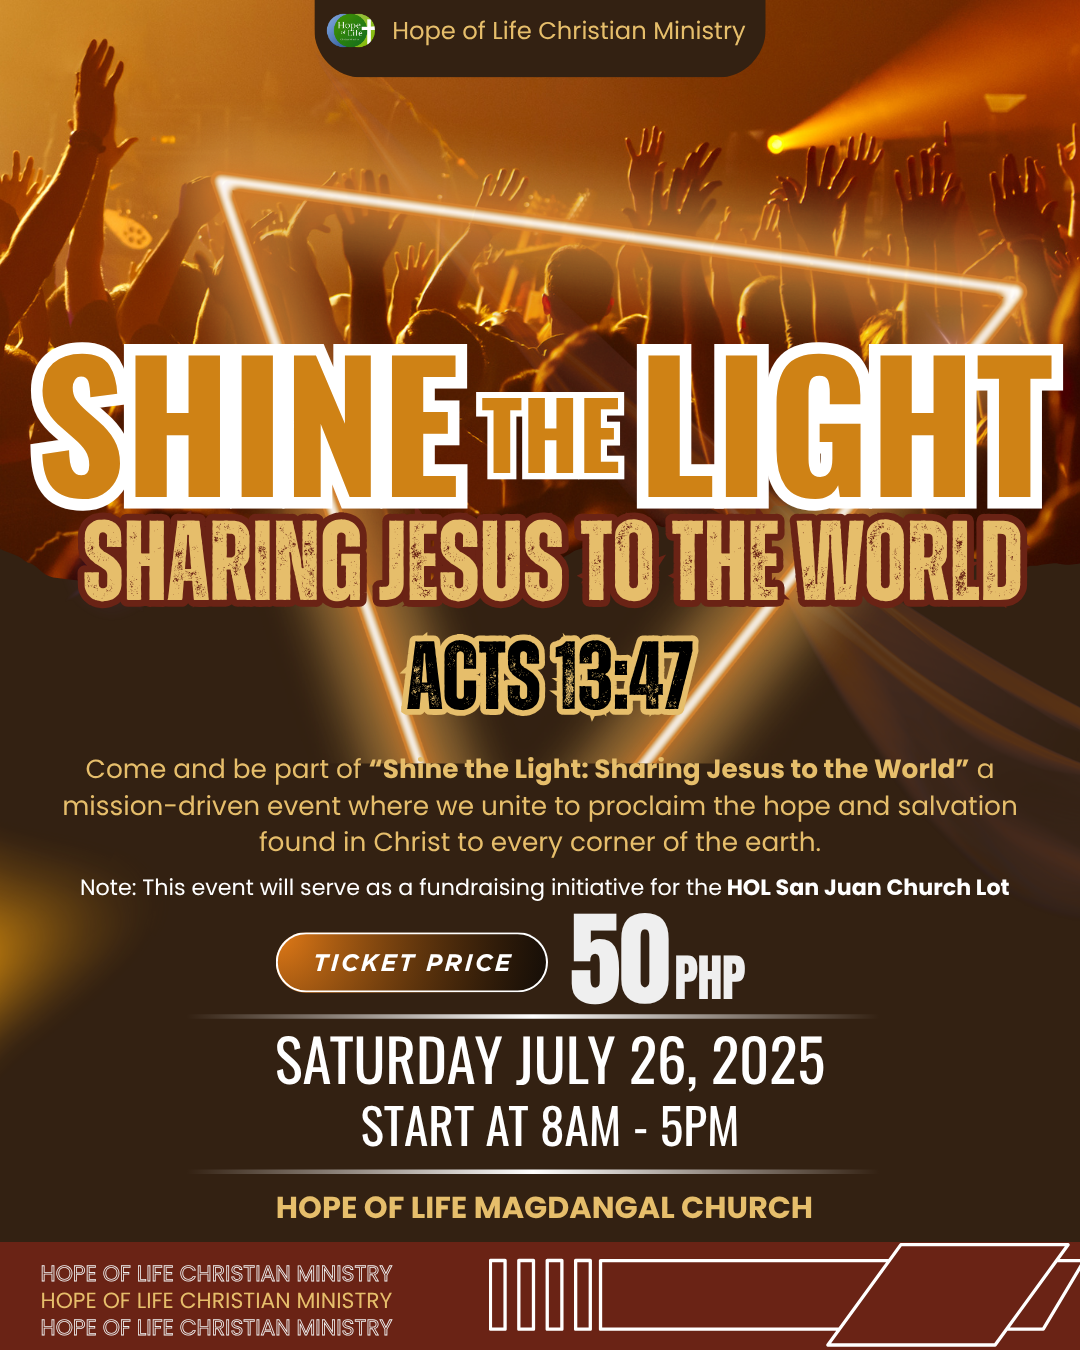 Hope of Life
Hope of Life Christian Ministry
SHINE THE LIGHT
SHARING JESUS TO THE WORLD
ACTS 13:47
Come and be part of “Shine the Light: Sharing Jesus to the World” a
mission-driven event where we unite to proclaim the hope and salvation
found in Christ to every corner of the earth.
Note: This event will serve as a fundraising initiative for the HOL San Juan Church Lot
TICKET PRICE 50 PHP
SATURDAY JULY 26, 2025
START AT 8AM - 5PM
HOPE OF LIFE MAGDANGAL CHURCH
HOPE OF LIFE CHRISTIAN MINISTRY
HOPE OF LIFE CHRISTIAN MINISTRY
HOPE OF LIFE CHRISTIAN MINISTRY